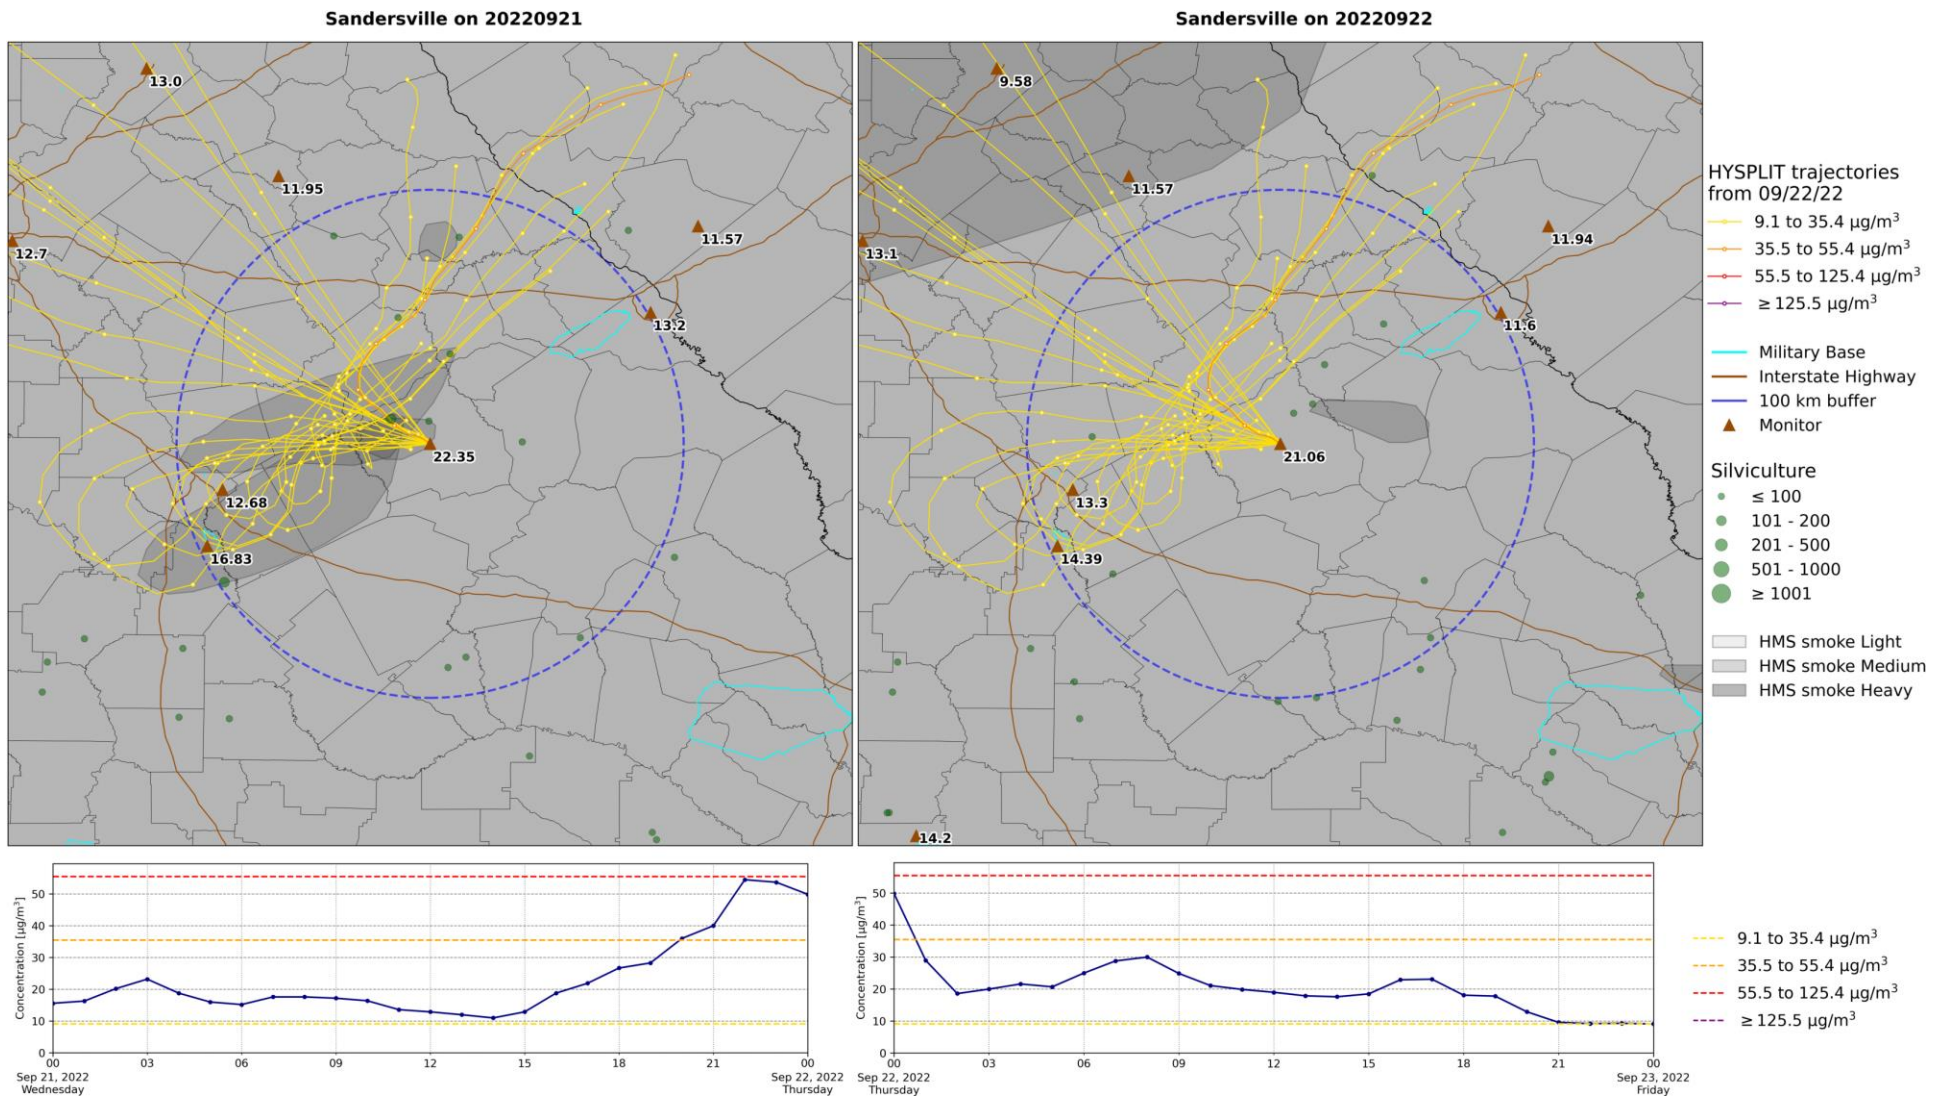 Sandersville on 20220921
Sandersville on 20220922
13.0
11.95
12.7
11.57
13.2
22.35
12.68
16.83
9.58
11.57
13.1
11.94
11.6
21.06
13.3
14.39
14.2
HYSPLIT trajectories
from 09/22/22
9.1 to 35.4 μg/m³
35.5 to 55.4 μg/m³
55.5 to 125.4 μg/m³
≥ 125.5 μg/m³
Military Base
Interstate Highway
100 km buffer
Monitor
Silviculture
≤ 100
101 - 200
201 - 500
501 - 1000
≥ 1001
HMS smoke Light
HMS smoke Medium
HMS smoke Heavy
Concentration [μg/m³]
50
40
30
20
10
0
00 03 06 09 12 15 18 21 00
Sep 21, 2022 Sep 22, 2022
Wednesday Thursday
Concentration [μg/m³]
50
40
30
20
10
0
00 03 06 09 12 15 18 21 00
Sep 22, 2022 Sep 23, 2022
Thursday Friday
9.1 to 35.4 μg/m³
35.5 to 55.4 μg/m³
55.5 to 125.4 μg/m³
≥ 125.5 μg/m³